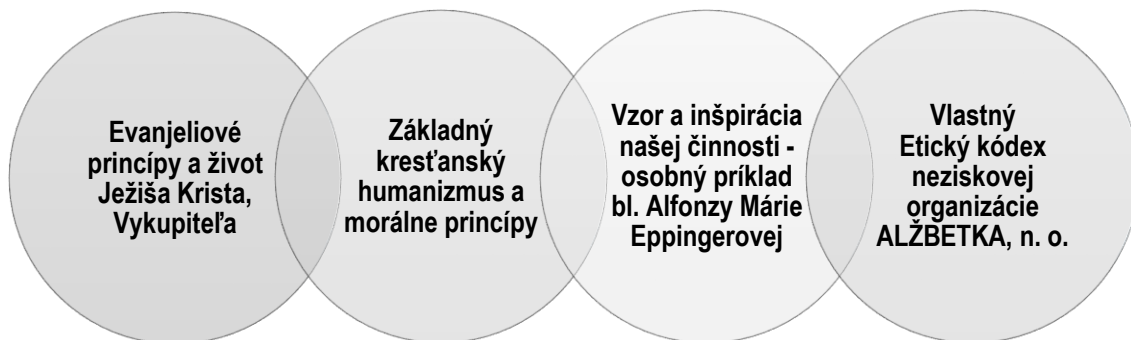 Evanjeliové
princípy a život
Ježiša Krista,
Vykupiteľa
Základný
kresťanský
humanizmus a
morálne princípy
Vzor a inšpirácia
našej činnosti -
osobný príklad
bl. Alfonzy Márie
Eppingerovej
Vlastný
Etický kódex
neziskovej
organizácie
ALŽBETKA, n. o.